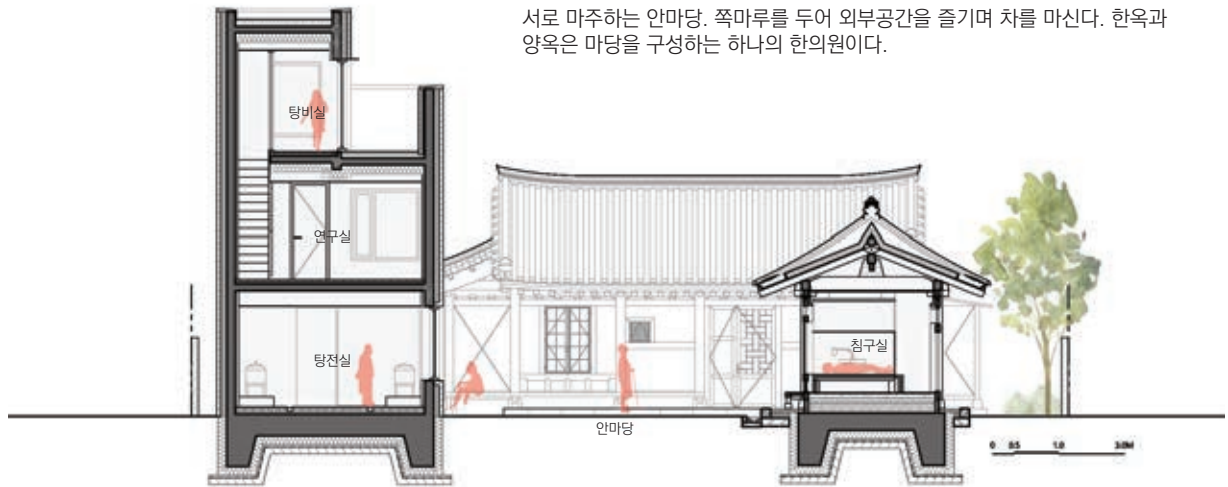 서로 마주하는 안마당. 쪽마루를 두어 외부공간을 즐기며 차를 마신다. 한옥과
양옥은 마당을 구성하는 하나의 한의원이다.
탕비실
연구실
탕전실
침구실
안마당
0 0.5 1.0 3.0M